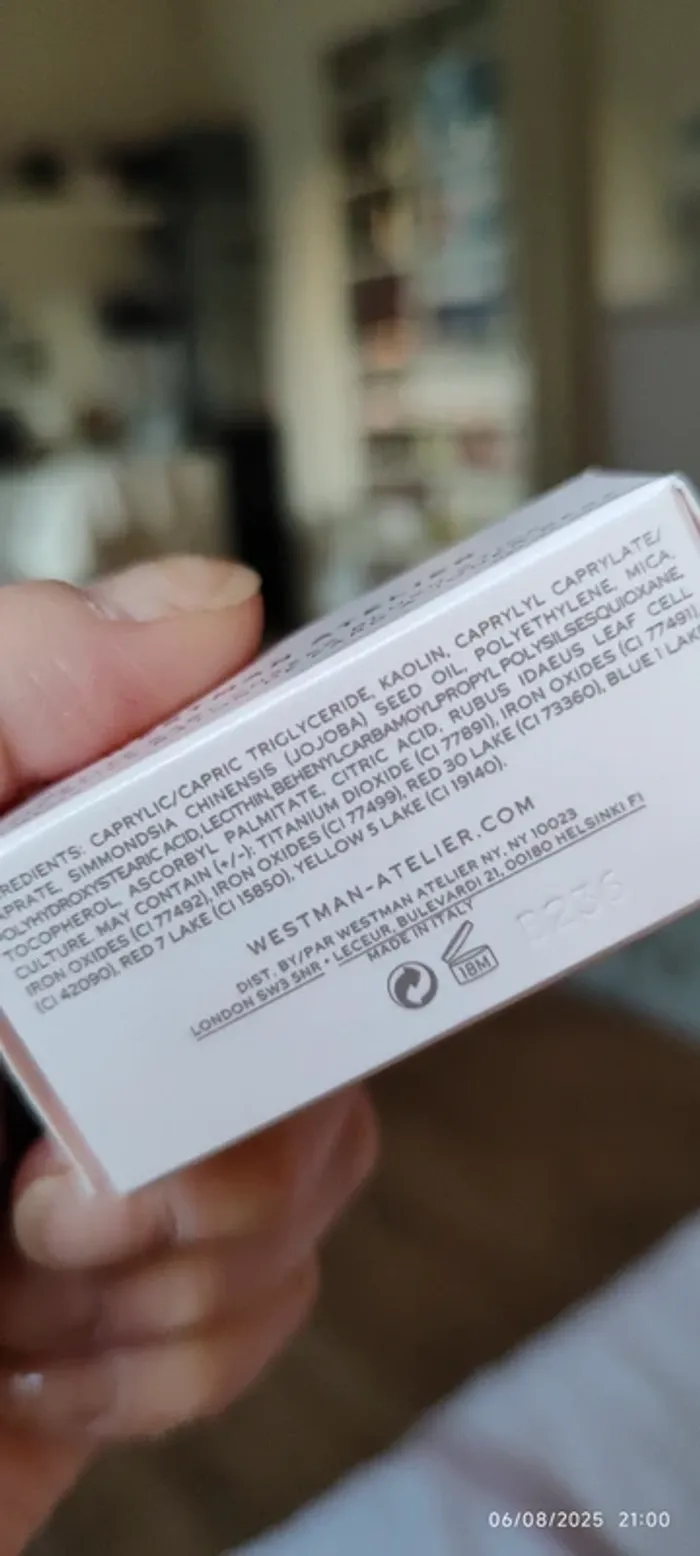 WESTMAN ATELIER
REDIENTS: CAPRYLIC/CAPRIC TRIGLYCERIDE, KAOLIN, CAPRYLYL CAPRYLATE/
APRATE, SIMMONDSIA CHINENSIS (JOJOBA) SEED OIL, POLYETHYLENE, MICA,
POLYHYDROXYSTEARIC ACID, LECITHIN, BEHENYLCARBAMOYLPROPYL POLYSILSESQUIOXANE,
TOCOPHEROL, ASCORBYL PALMITATE, CITRIC ACID, RUBUS IDAEUS LEAF CELL
CULTURE. MAY CONTAIN (+/-): TITANIUM DIOXIDE (CI 77891), IRON OXIDES (CI 77491),
IRON OXIDES (CI 77492), IRON OXIDES (CI 77499), RED 30 LAKE (CI 73360), BLUE 1 LAK
(CI 42090), RED 7 LAKE (CI 15850), YELLOW 5 LAKE (CI 19140).
WESTMAN-ATELIER.COM
DIST. BY/PAR WESTMAN ATELIER NY, NY 10023
LONDON SW3 5NR • LECEUR, BULEVARDI 21, 00180 HELSINKI FI
MADE IN ITALY
18M
06/08/2025 21:00